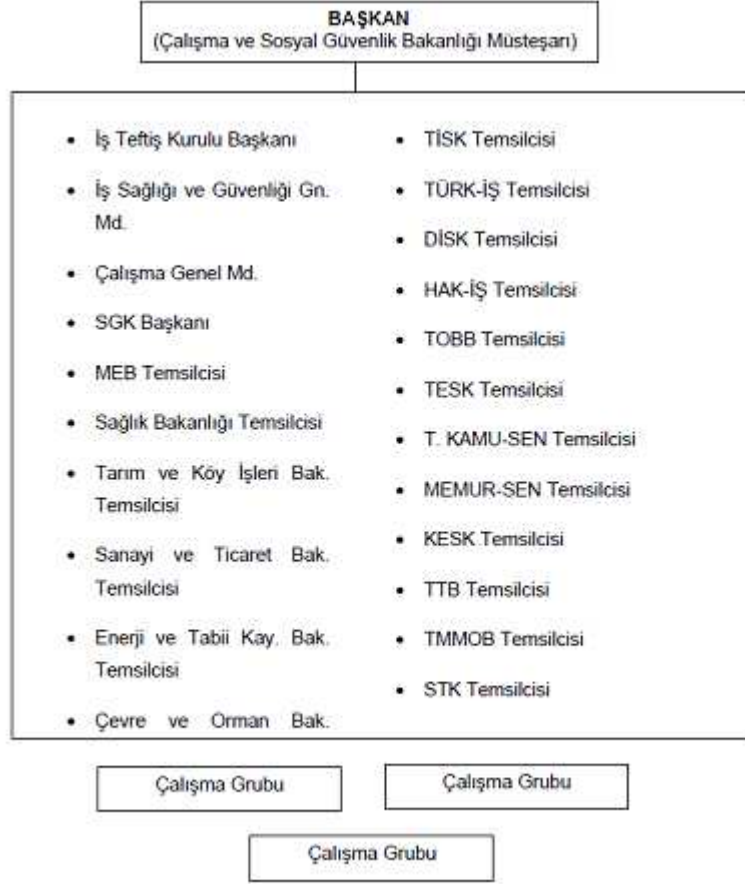 BAŞKAN
(Çalışma ve Sosyal Güvenlik Bakanlığı Müsteşarı)
• İş Teftiş Kurulu Başkanı
• İş Sağlığı ve Güvenliği Gn.
Md.
• Çalışma Genel Md.
• SGK Başkanı
• MEB Temsilcisi
• Sağlık Bakanlığı Temsilcisi
• Tarım ve Köy İşleri Bak.
Temsilcisi
• Sanayi ve Ticaret Bak.
Temsilcisi
• Enerji ve Tabii Kay. Bak.
Temsilcisi
• Çevre ve Orman Bak.
• TİSK Temsilcisi
• TÜRK-İŞ Temsilcisi
• DİSK Temsilcisi
• HAK-İŞ Temsilcisi
• TOBB Temsilcisi
• TESK Temsilcisi
• T. KAMU-SEN Temsilcisi
• MEMUR-SEN Temsilcisi
• KESK Temsilcisi
• TTB Temsilcisi
• TMMOB Temsilcisi
• STK Temsilcisi
Çalışma Grubu
Çalışma Grubu
Çalışma Grubu